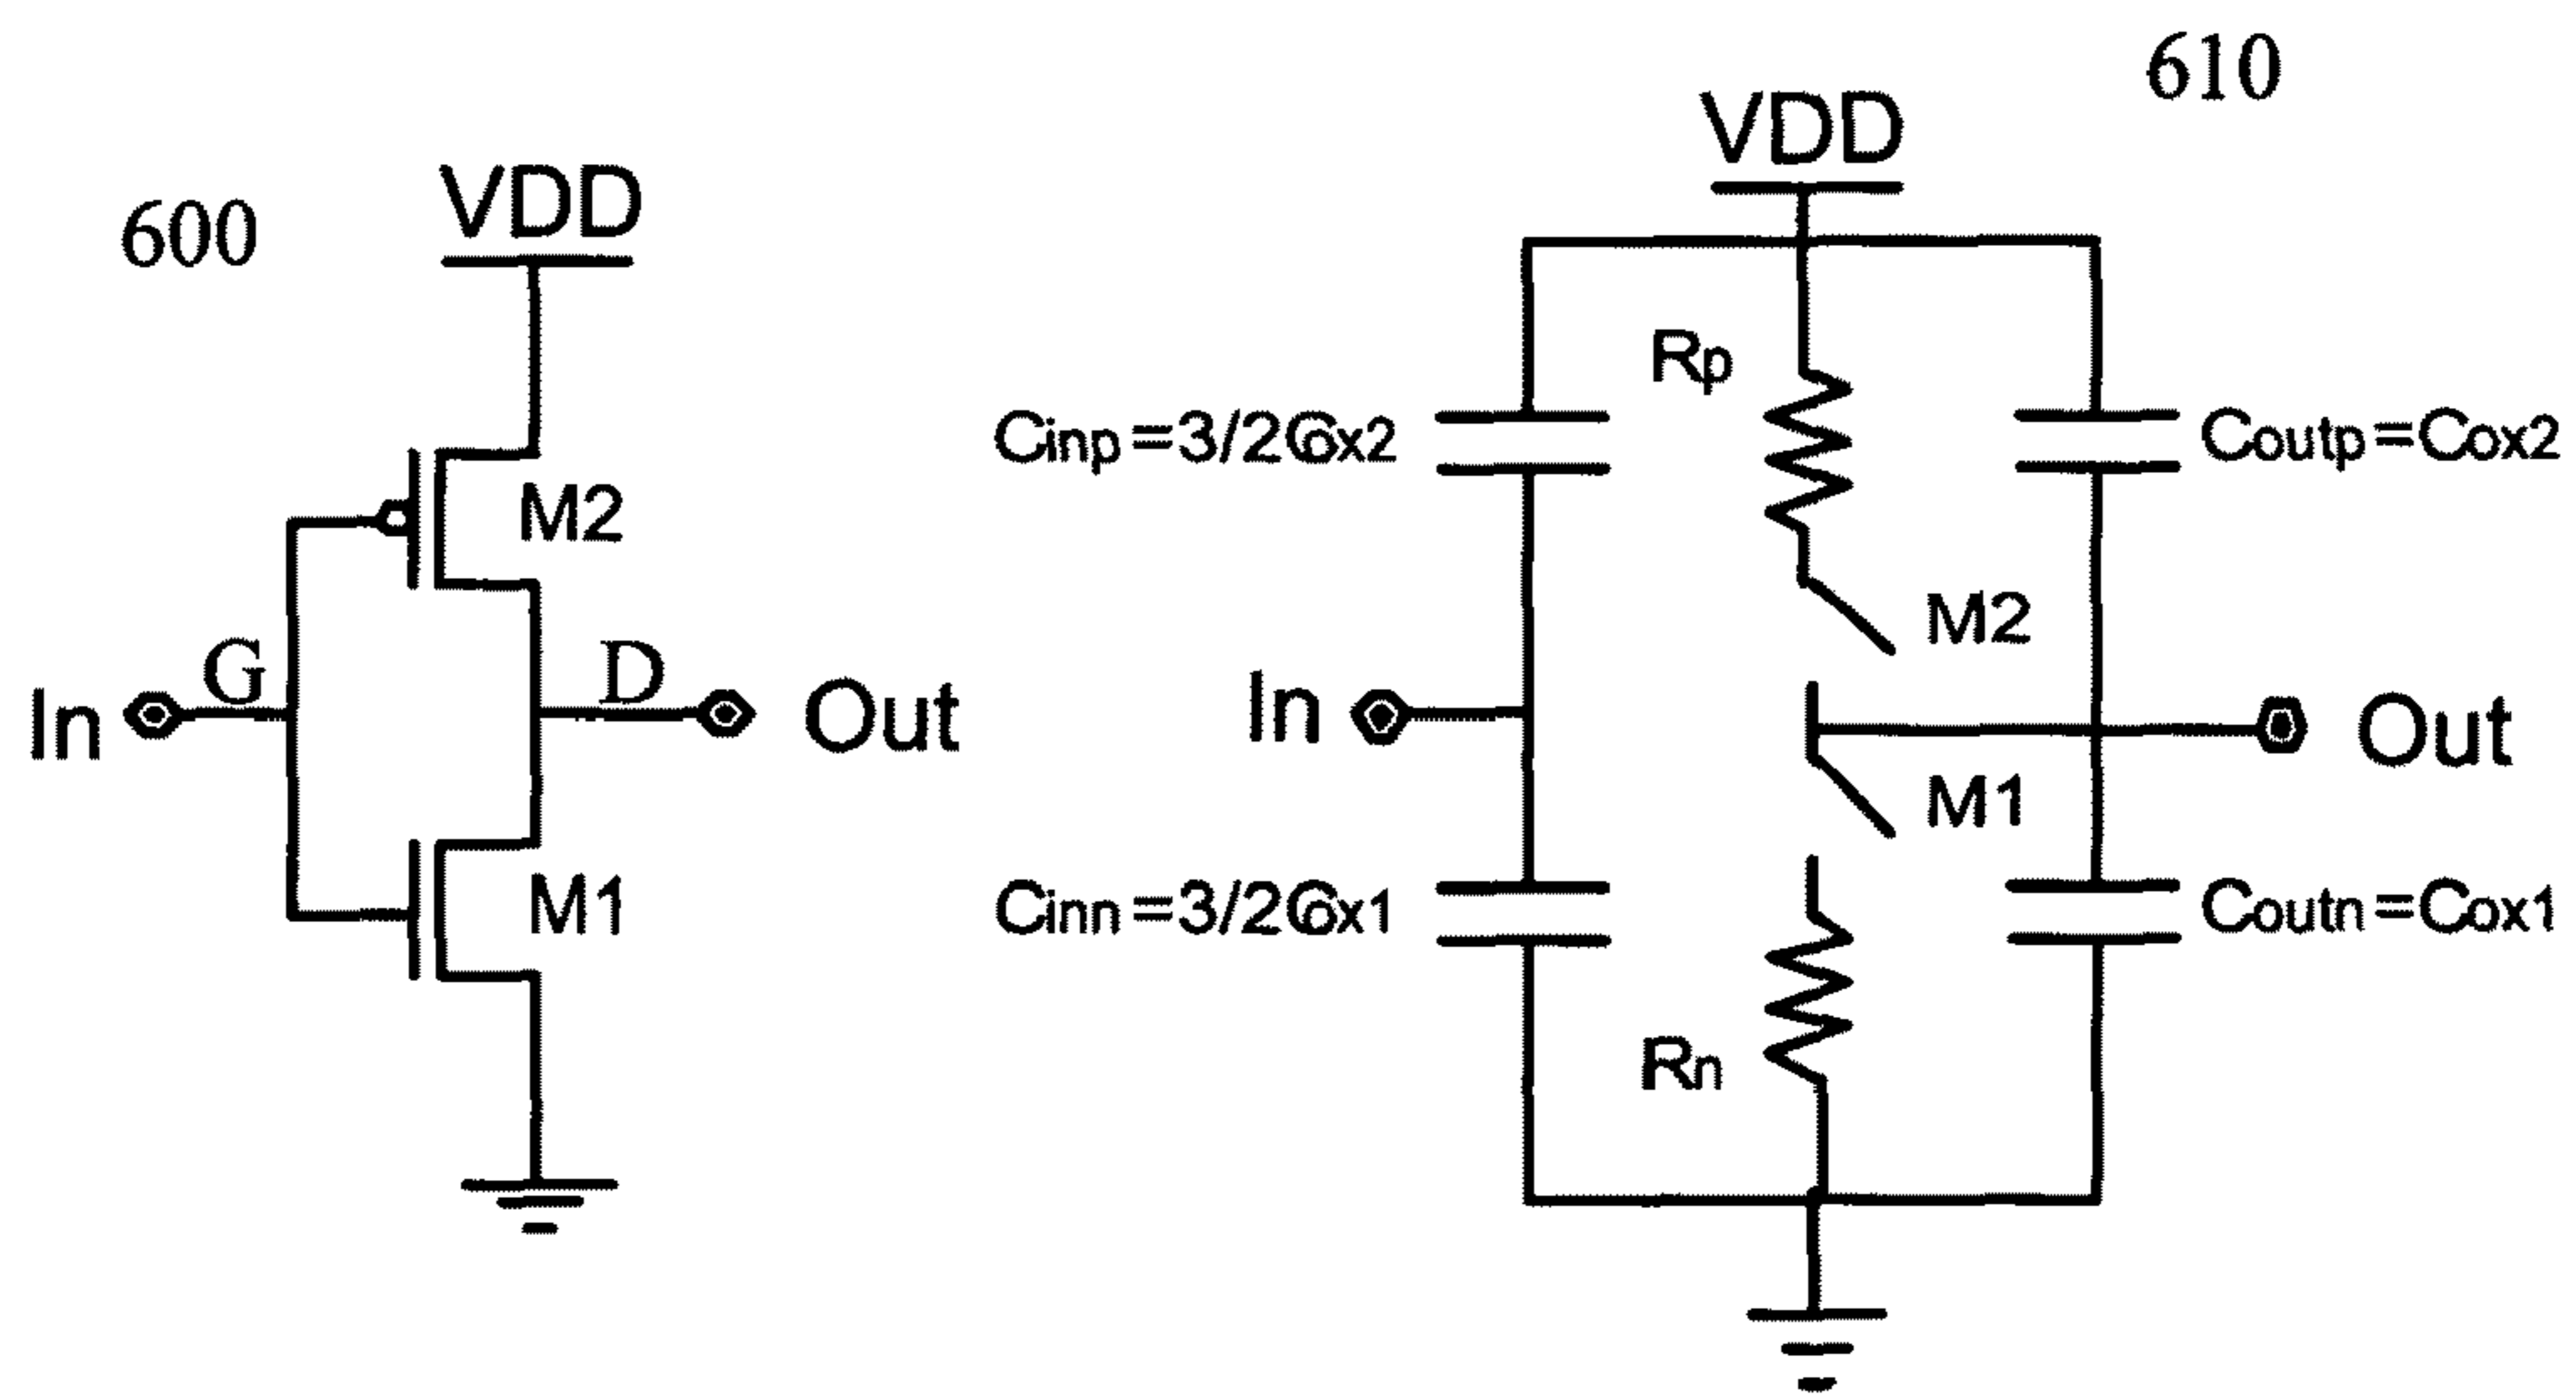 600
VDD
M2
G
D
In
Out
M1
610
VDD
Rp
Cinp=3/2Cox2
Coutp=Cox2
M2
In
Out
M1
Cinn=3/2Cox1
Coutn=Cox1
Rn